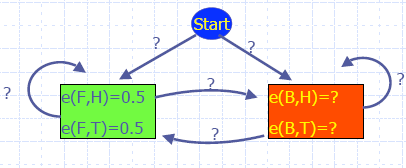 Start
? ?
? ? ?
e(F,H)=0.5 e(B,H)=?
e(F,T)=0.5 e(B,T)=?
?